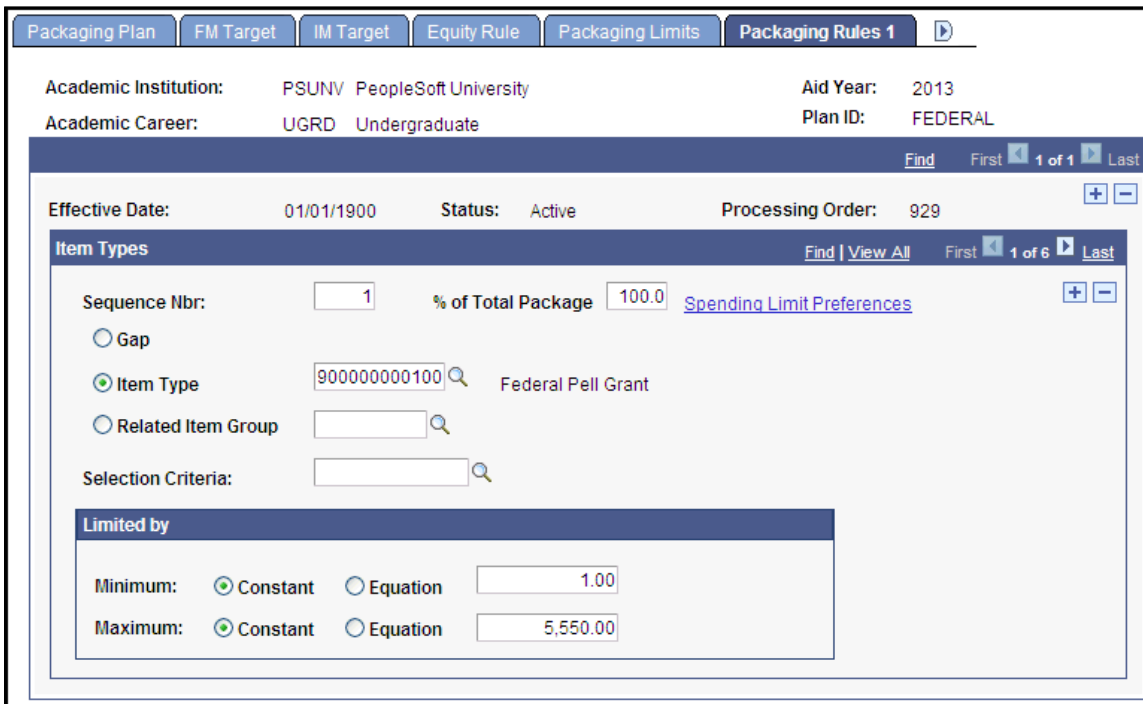 Packaging Plan FM Target IM Target Equity Rule Packaging Limits Packaging Rules 1
Academic Institution: PSUNV PeopleSoft University Aid Year: 2013
Academic Career: UGRD Undergraduate Plan ID: FEDERAL
Find First 1 of 1 Last
Effective Date: 01/01/1900 Status: Active Processing Order: 929
Item Types Find | View All First 1 of 6 Last
Sequence Nbr: 1 % of Total Package 100.0 Spending Limit Preferences
Gap
Item Type 900000000100 Federal Pell Grant
Related Item Group
Selection Criteria:
Limited by
Minimum: Constant Equation 1.00
Maximum: Constant Equation 5,550.00